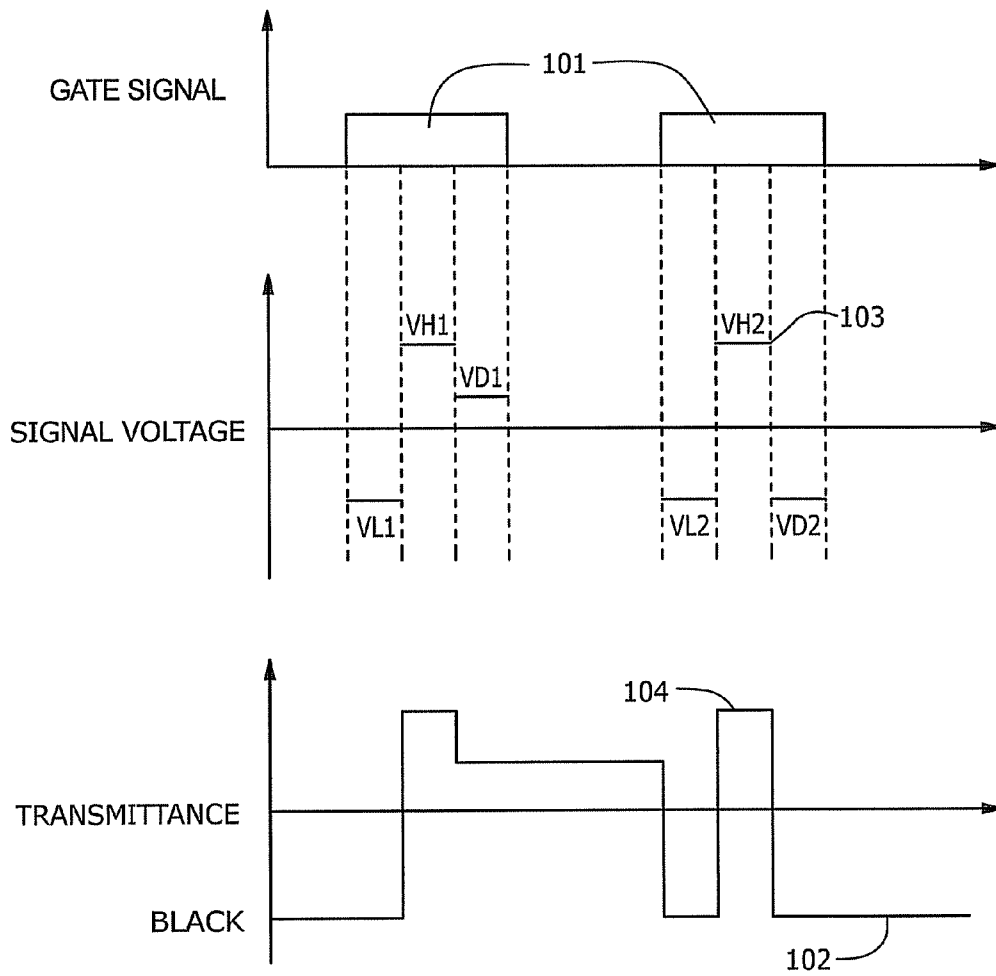 101
GATE SIGNAL
VH1
VH2
103
VD1
SIGNAL VOLTAGE
VL1
VL2
VD2
104
TRANSMITTANCE
BLACK
102